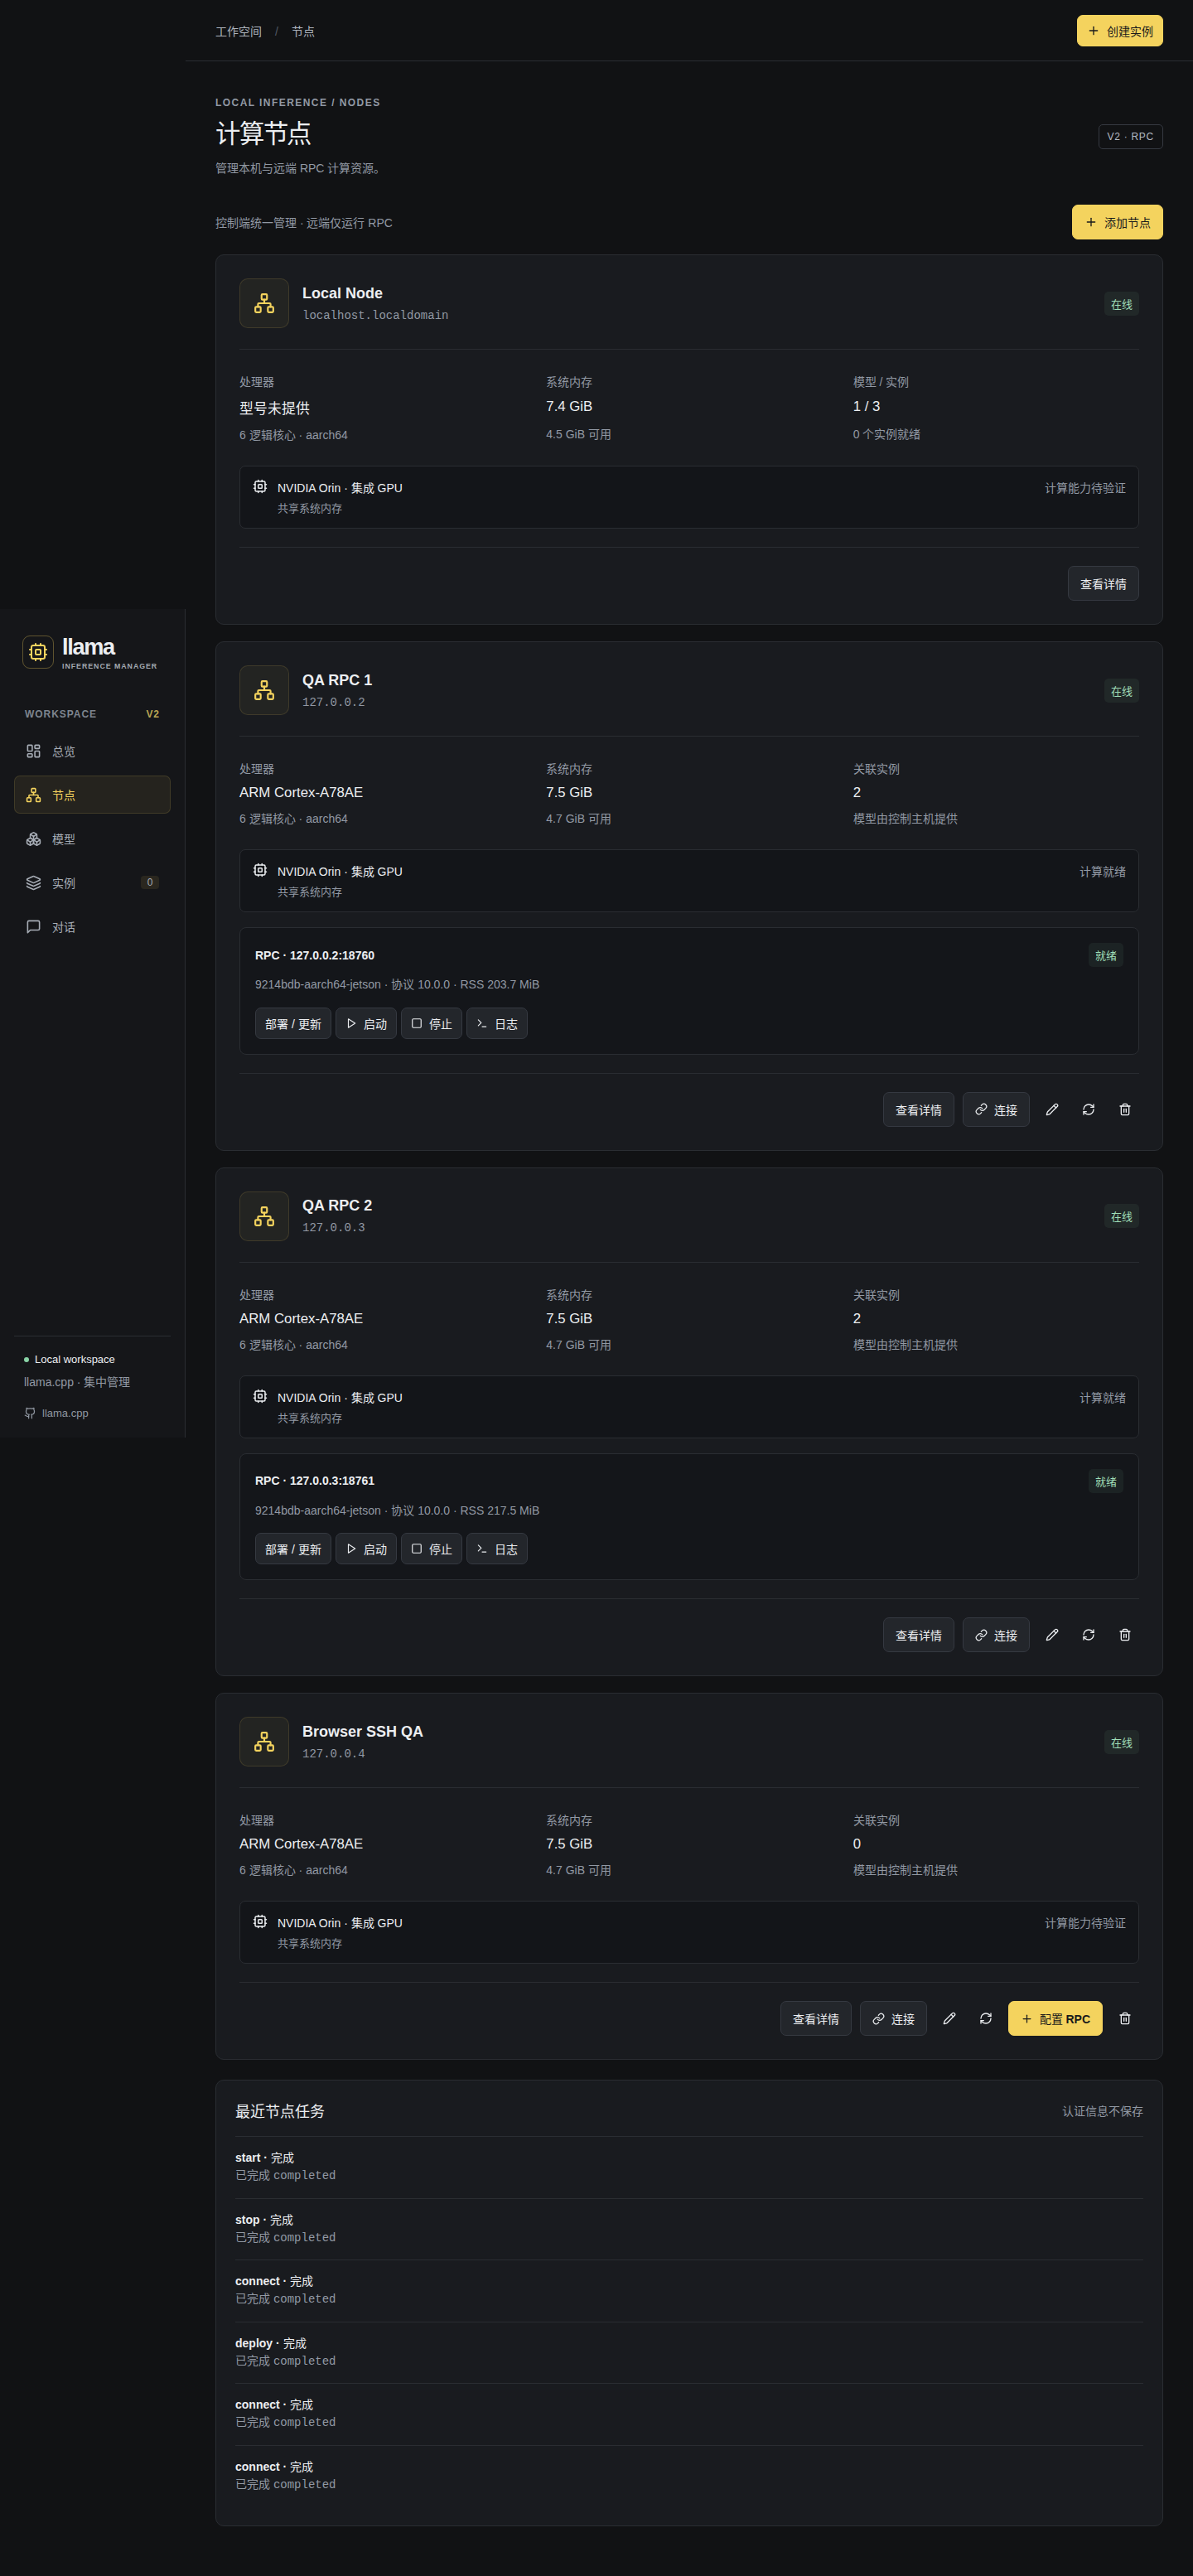 工作空间 / 节点
创建实例
LOCAL INFERENCE / NODES
计算节点
V2 · RPC
管理本机与远端 RPC 计算资源。
控制端统一管理 · 远端仅运行 RPC
添加节点
Local Node
localhost.localdomain
在线
处理器
型号未提供
6 逻辑核心 · aarch64
系统内存
7.4 GiB
4.5 GiB 可用
模型 / 实例
1 / 3
0 个实例就绪
NVIDIA Orin · 集成 GPU
共享系统内存
计算能力待验证
查看详情
llama
INFERENCE MANAGER
WORKSPACE V2
总览
节点
模型
实例 0
对话
Local workspace
llama.cpp · 集中管理
llama.cpp
QA RPC 1
127.0.0.2
在线
处理器
ARM Cortex-A78AE
6 逻辑核心 · aarch64
系统内存
7.5 GiB
4.7 GiB 可用
关联实例
2
模型由控制主机提供
NVIDIA Orin · 集成 GPU
共享系统内存
计算就绪
RPC · 127.0.0.2:18760
就绪
9214bdb-aarch64-jetson · 协议 10.0.0 · RSS 203.7 MiB
部署 / 更新 启动 停止 日志
查看详情 连接
QA RPC 2
127.0.0.3
在线
处理器
ARM Cortex-A78AE
6 逻辑核心 · aarch64
系统内存
7.5 GiB
4.7 GiB 可用
关联实例
2
模型由控制主机提供
NVIDIA Orin · 集成 GPU
共享系统内存
计算就绪
RPC · 127.0.0.3:18761
就绪
9214bdb-aarch64-jetson · 协议 10.0.0 · RSS 217.5 MiB
部署 / 更新 启动 停止 日志
查看详情 连接
Browser SSH QA
127.0.0.4
在线
处理器
ARM Cortex-A78AE
6 逻辑核心 · aarch64
系统内存
7.5 GiB
4.7 GiB 可用
关联实例
0
模型由控制主机提供
NVIDIA Orin · 集成 GPU
共享系统内存
计算能力待验证
查看详情 连接 配置 RPC
最近节点任务
认证信息不保存
start · 完成
已完成 completed
stop · 完成
已完成 completed
connect · 完成
已完成 completed
deploy · 完成
已完成 completed
connect · 完成
已完成 completed
connect · 完成
已完成 completed